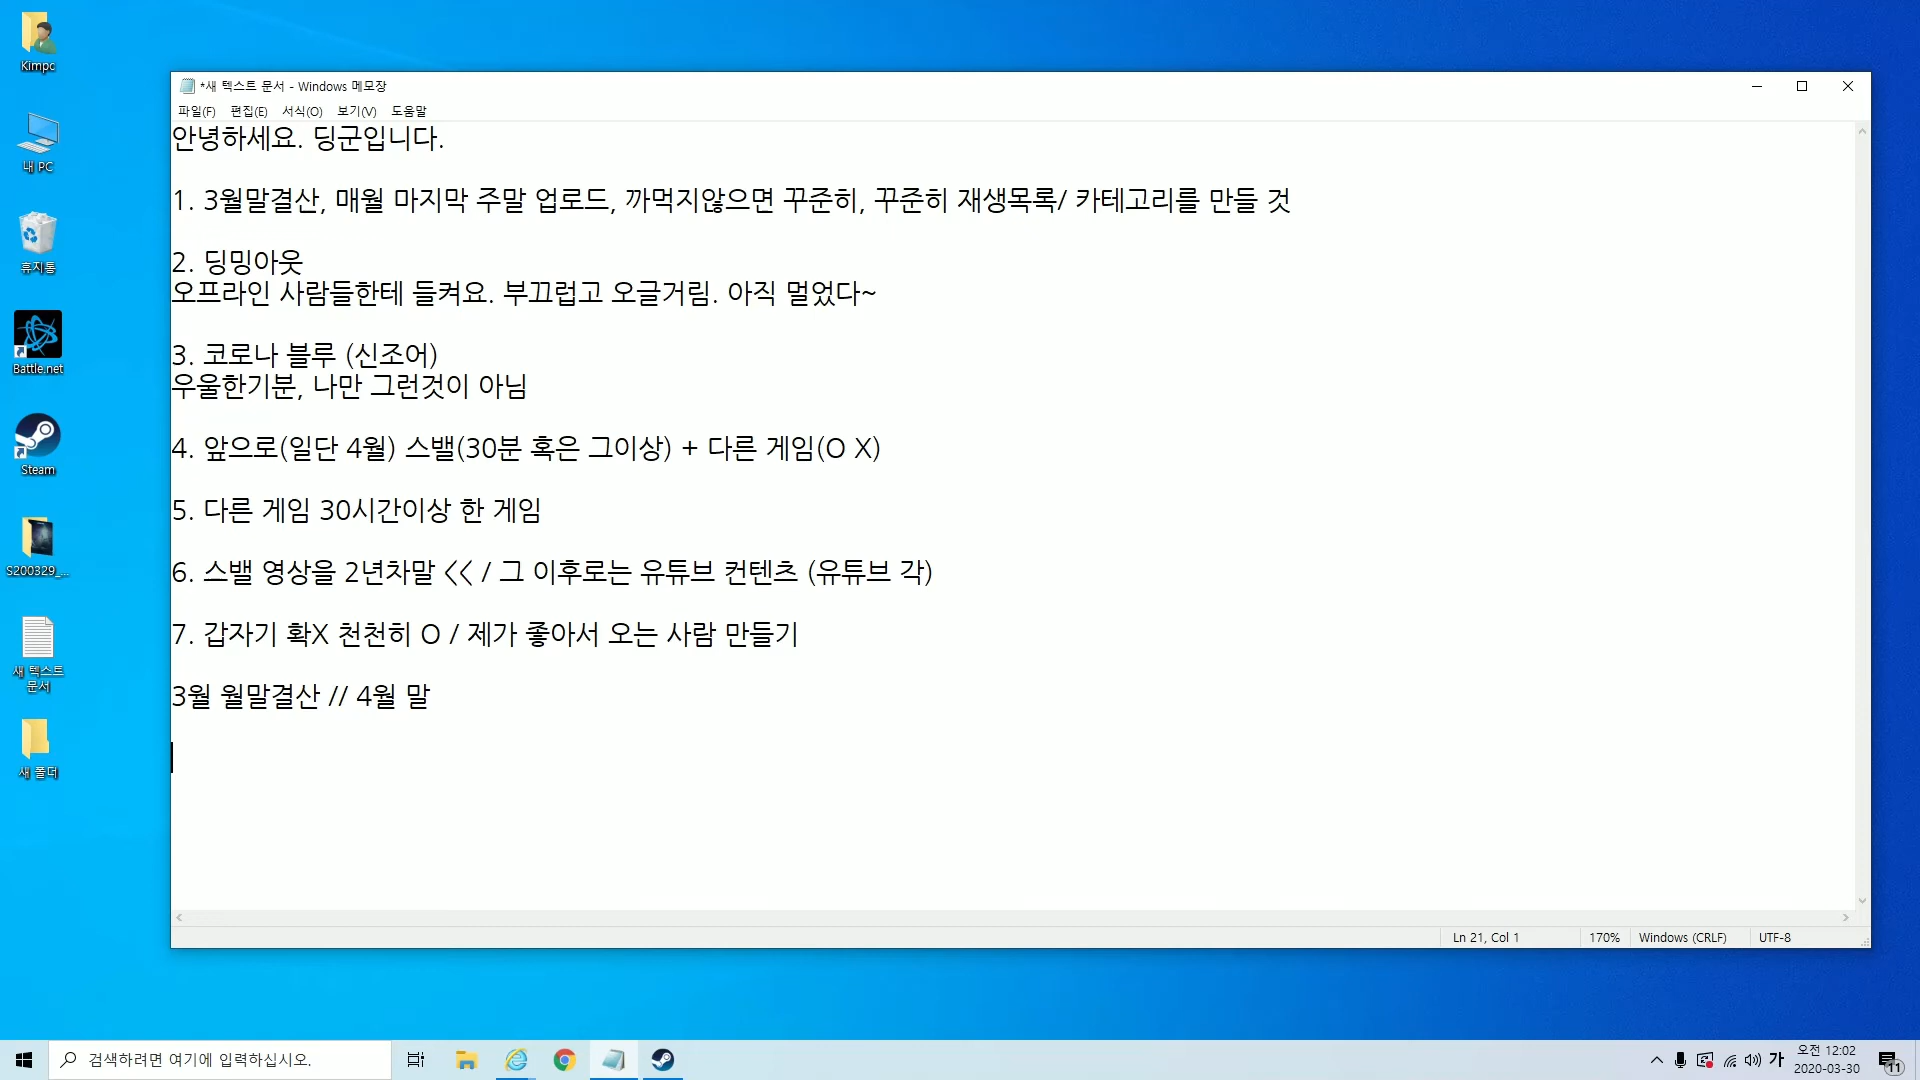 Kimpc
내 PC
휴지통
Battle.net
Steam
S200329_...
새 텍스트
문서
새 폴더
*새 텍스트 문서 - Windows 메모장
파일(F) 편집(E) 서식(O) 보기(V) 도움말
안녕하세요. 딩군입니다.
1. 3월말결산, 매월 마지막 주말 업로드, 까먹지않으면 꾸준히, 꾸준히 재생목록/ 카테고리를 만들 것
2. 딩밍아웃
오프라인 사람들한테 들켜요. 부끄럽고 오글거림. 아직 멀었다~
3. 코로나 블루 (신조어)
우울한기분, 나만 그런것이 아님
4. 앞으로(일단 4월) 스밸(30분 혹은 그이상) + 다른 게임(O X)
5. 다른 게임 30시간이상 한 게임
6. 스밸 영상을 2년차말 << / 그 이후로는 유튜브 컨텐츠 (유튜브 각)
7. 갑자기 확X 천천히 O / 제가 좋아서 오는 사람 만들기
3월 월말결산 // 4월 말
Ln 21, Col 1 170% Windows (CRLF) UTF-8
검색하려면 여기에 입력하십시오.
가
오전 12:02
2020-03-30
11